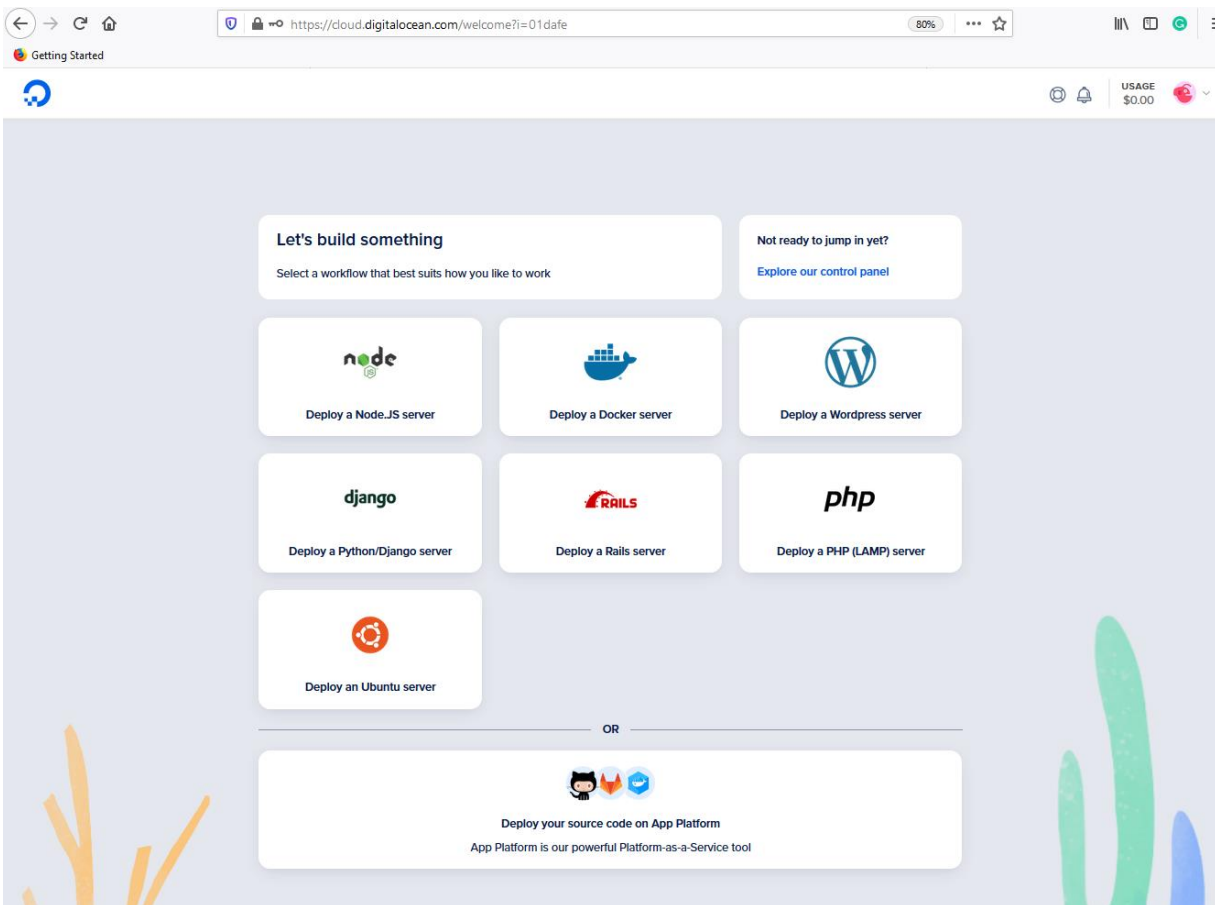 https://cloud.digitalocean.com/welcome?i=01dafe
80%
Getting Started
USAGE
$0.00
Let's build something
Select a workflow that best suits how you like to work
Not ready to jump in yet?
Explore our control panel
node
JS
Deploy a Node.JS server
Deploy a Docker server
W
Deploy a Wordpress server
django
Deploy a Python/Django server
RAILS
Deploy a Rails server
php
Deploy a PHP (LAMP) server
Deploy an Ubuntu server
OR
Deploy your source code on App Platform
App Platform is our powerful Platform-as-a-Service tool